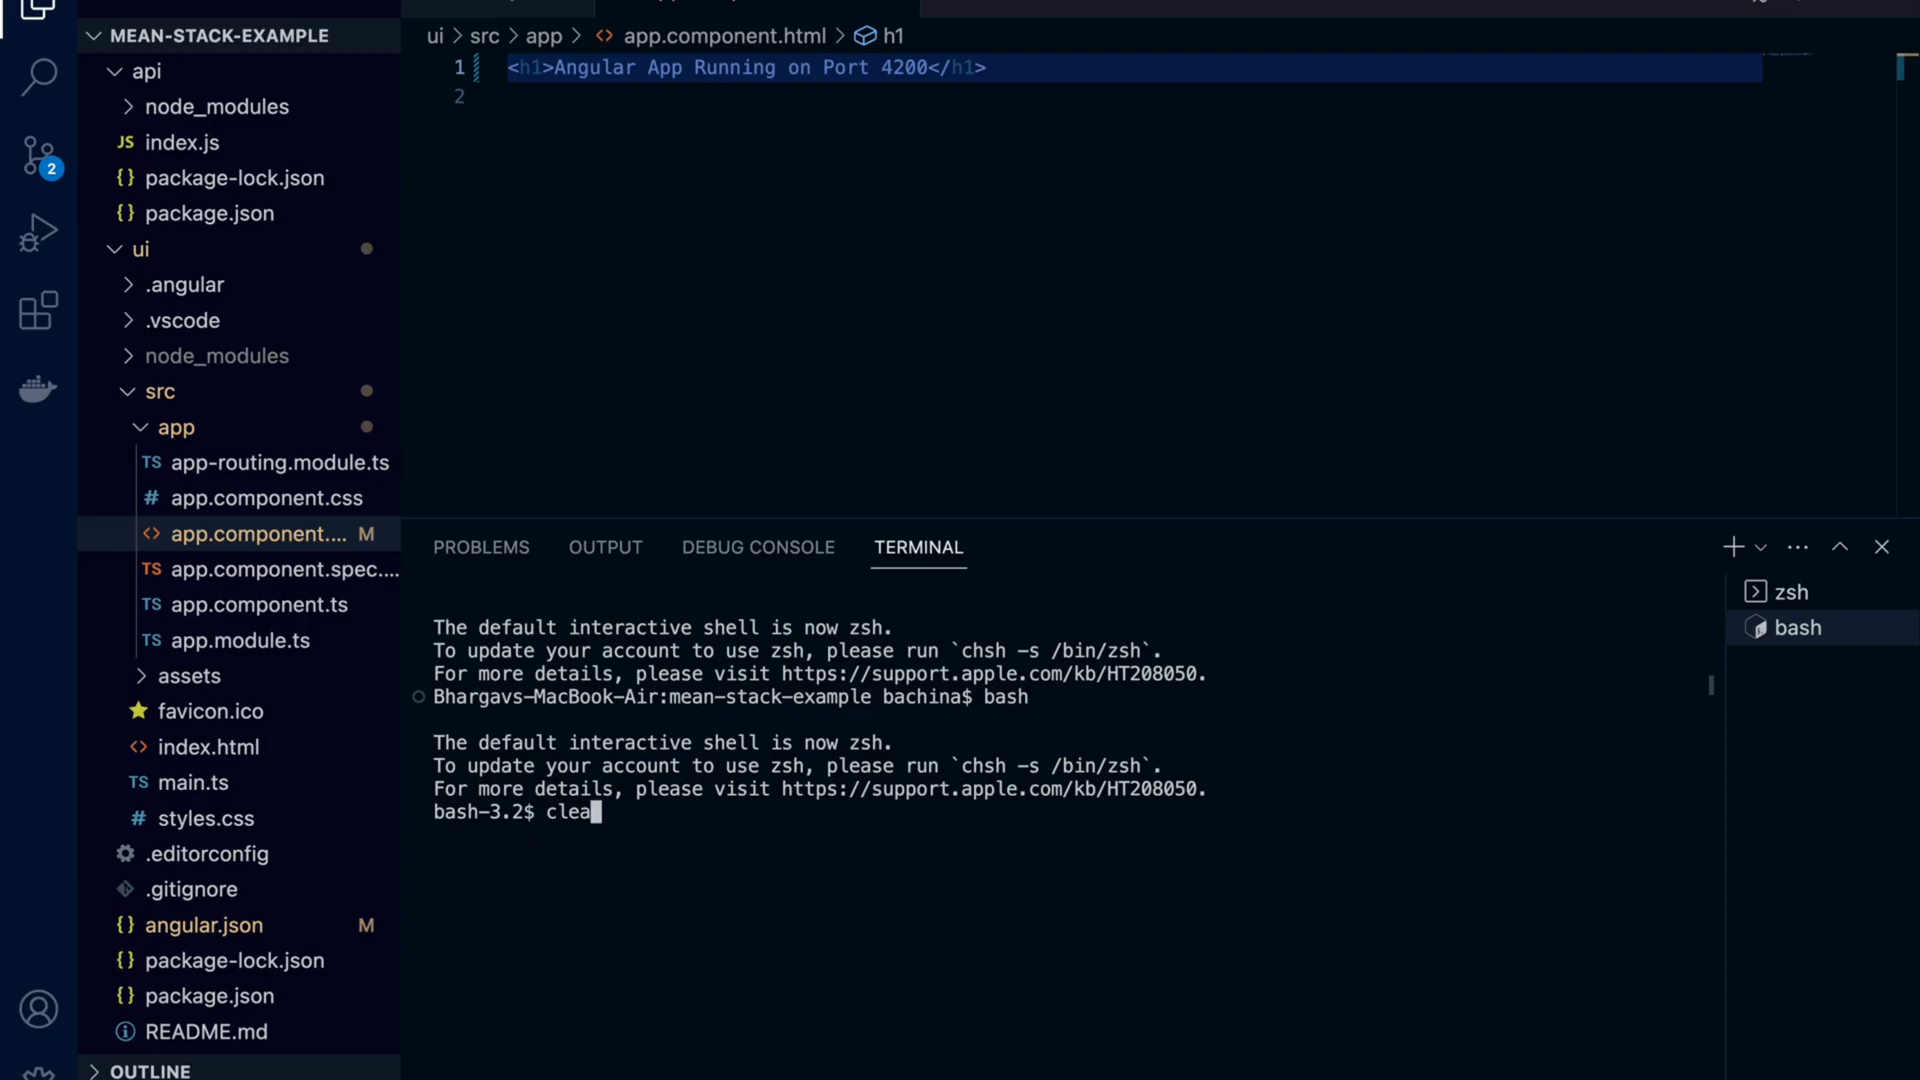 MEAN-STACK-EXAMPLE
api
node_modules
JS index.js
{} package-lock.json
{} package.json
ui
.angular
.vscode
node_modules
src
app
TS app-routing.module.ts
# app.component.css
<> app.component.... M
TS app.component.spec....
TS app.component.ts
TS app.module.ts
assets
favicon.ico
<> index.html
TS main.ts
# styles.css
.editorconfig
.gitignore
{} angular.json M
{} package-lock.json
{} package.json
README.md
OUTLINE
2
ui > src > app > <> app.component.html > h1
1 <h1>Angular App Running on Port 4200</h1>
2
PROBLEMS OUTPUT DEBUG CONSOLE TERMINAL
The default interactive shell is now zsh.
To update your account to use zsh, please run `chsh -s /bin/zsh`.
For more details, please visit https://support.apple.com/kb/HT208050.
Bhargavs-MacBook-Air:mean-stack-example bachina$ bash
The default interactive shell is now zsh.
To update your account to use zsh, please run `chsh -s /bin/zsh`.
For more details, please visit https://support.apple.com/kb/HT208050.
bash-3.2$ clea
zsh
bash